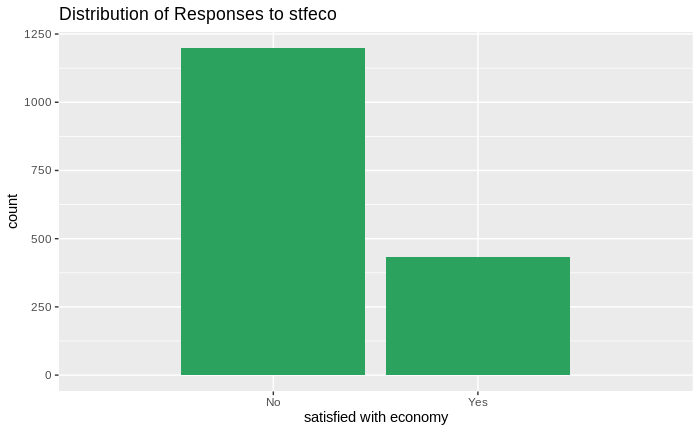 Distribution of Responses to stfeco
1250
1000
750
500
250
0
count
No
Yes
satisfied with economy